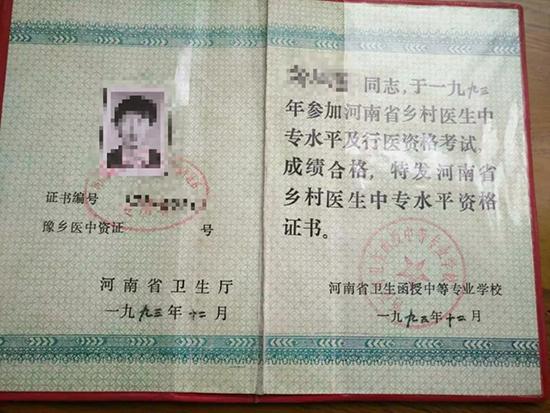 证书编号
豫乡医中资证 号
河南省卫生厅
一九九三年十二月
同志,于一九九三
年参加河南省乡村医生中
专水平及行医资格考试,
成绩合格,特发河南省
乡村医生中专水平资格
证书。
河南省卫生函授中等专业学校
一九九三年十二月